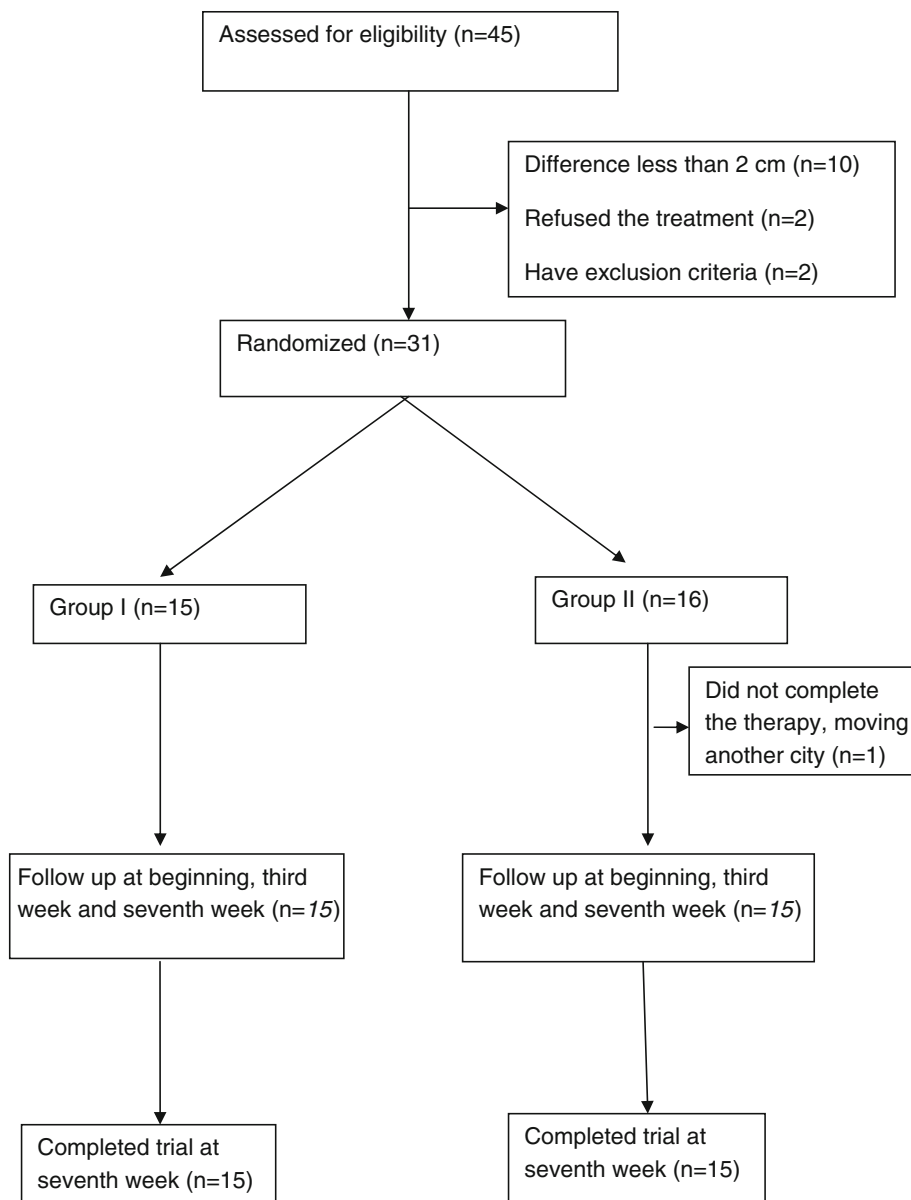 Assessed for eligibility (n=45)
Difference less than 2 cm (n=10)
Refused the treatment (n=2)
Have exclusion criteria (n=2)
Randomized (n=31)
Group I (n=15)
Group II (n=16)
Did not complete
the therapy, moving
another city (n=1)
Follow up at beginning, third
week and seventh week (n=15)
Follow up at beginning, third
week and seventh week (n=15)
Completed trial at
seventh week (n=15)
Completed trial at
seventh week (n=15)